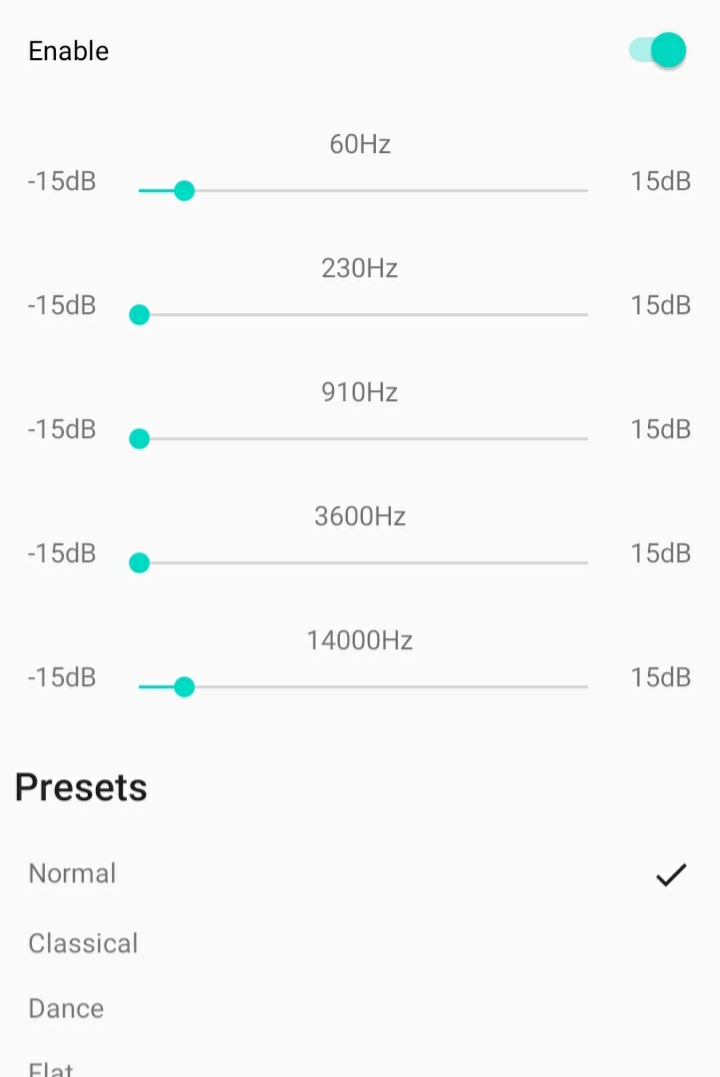 Enable
60Hz
-15dB 15dB
230Hz
-15dB 15dB
910Hz
-15dB 15dB
3600Hz
-15dB 15dB
14000Hz
-15dB 15dB
Presets
Normal
Classical
Dance
Flat